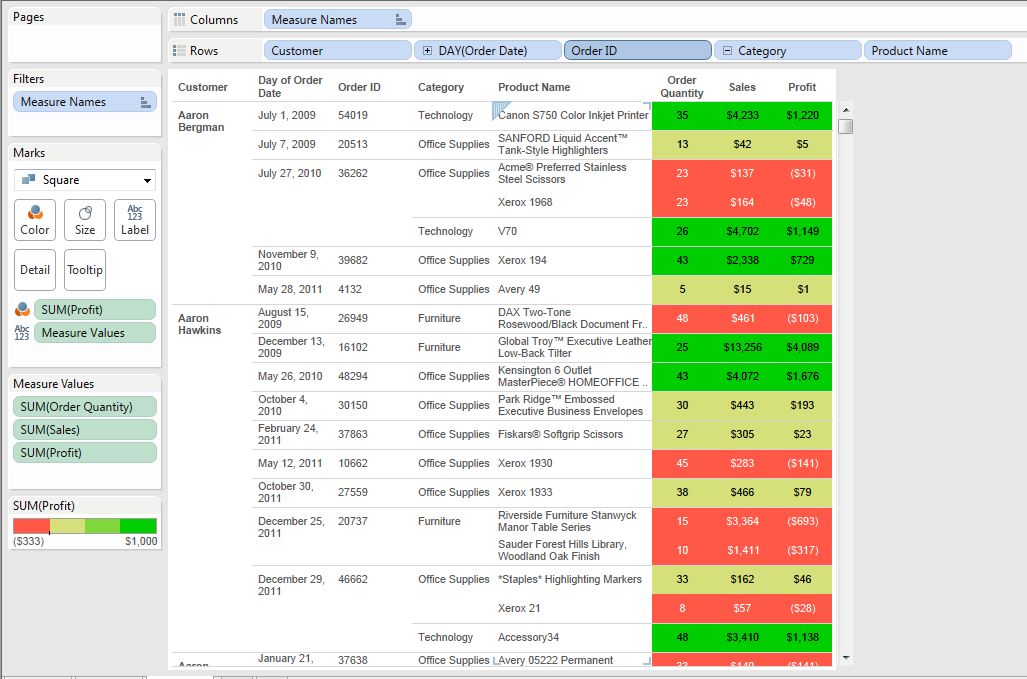 Pages
Columns
Measure Names
Rows
Customer
DAY(Order Date)
Order ID
Category
Product Name
Filters
Measure Names
Marks
Square
Color
Size
Abc
123
Label
Detail
Tooltip
SUM(Profit)
Abc
123
Measure Values
Measure Values
SUM(Order Quantity)
SUM(Sales)
SUM(Profit)
SUM(Profit)
($333)
$1,000
Customer Day of Order Date Order ID Category Product Name Order Quantity Sales Profit
Aaron Bergman July 1, 2009 54019 Technology Canon S750 Color Inkjet Printer 35 $4,233 $1,220
July 7, 2009 20513 Office Supplies SANFORD Liquid Accent™ Tank-Style Highlighters 13 $42 $5
July 27, 2010 36262 Office Supplies Acme® Preferred Stainless Steel Scissors 23 $137 ($31)
Xerox 1968 23 $164 ($48)
Technology V70 26 $4,702 $1,149
November 9, 2010 39682 Office Supplies Xerox 194 43 $2,338 $729
May 28, 2011 4132 Office Supplies Avery 49 5 $15 $1
Aaron Hawkins August 15, 2009 26949 Furniture DAX Two-Tone Rosewood/Black Document Fr.. 48 $461 ($103)
December 13, 2009 16102 Furniture Global Troy™ Executive Leather Low-Back Tilter 25 $13,256 $4,089
May 26, 2010 48294 Office Supplies Kensington 6 Outlet MasterPiece® HOMEOFFICE .. 43 $4,072 $1,676
October 4, 2010 30150 Office Supplies Park Ridge™ Embossed Executive Business Envelopes 30 $443 $193
February 24, 2011 37863 Office Supplies Fiskars® Softgrip Scissors 27 $305 $23
May 12, 2011 10662 Office Supplies Xerox 1930 45 $283 ($141)
October 30, 2011 27559 Office Supplies Xerox 1933 38 $466 $79
December 25, 2011 20737 Furniture Riverside Furniture Stanwyck Manor Table Series 15 $3,364 ($693)
Sauder Forest Hills Library, Woodland Oak Finish 10 $1,411 ($317)
December 29, 2011 46662 Office Supplies *Staples* Highlighting Markers 33 $162 $46
Xerox 21 8 $57 ($28)
Technology Accessory34 48 $3,410 $1,138
Aaron January 21, 37638 Office Supplies Avery 05222 Permanent